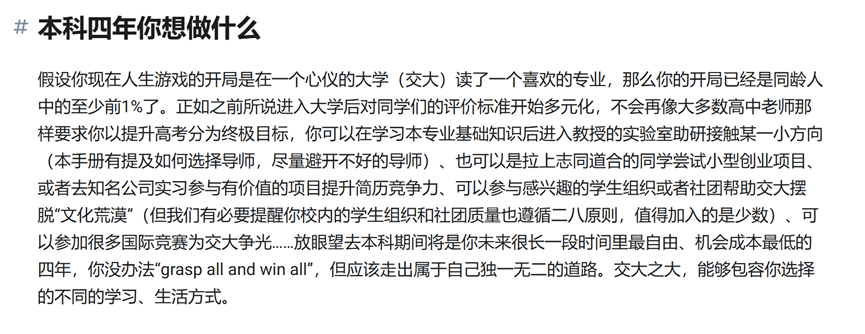 # 本科四年你想做什么
假设你现在人生游戏的开局是在一个心仪的大学（交大）读了一个喜欢的专业，那么你的开局已经是同龄人
中的至少前1%了。正如之前所说进入大学后对同学们的评价标准开始多元化，不会再像大多数高中老师那
样要求你以提升高考分为终极目标，你可以在学习本专业基础知识后进入教授的实验室助研接触某一小方向
（本手册有提及如何选择导师，尽量避开不好的导师）、也可以是拉上志同道合的同学尝试小型创业项目、
或者去知名公司实习参与有价值的项目提升简历竞争力、可以参与感兴趣的学生组织或者社团帮助交大摆
脱“文化荒漠”（但我们有必要提醒你校内的学生组织和社团质量也遵循二八原则，值得加入的是少数）、可
以参加很多国际竞赛为交大争光......放眼望去本科期间将是你未来很长一段时间里最自由、机会成本最低的
四年，你没办法“grasp all and win all”，但应该走出属于自己独一无二的道路。交大之大，能够包容你选择
的不同的学习、生活方式。